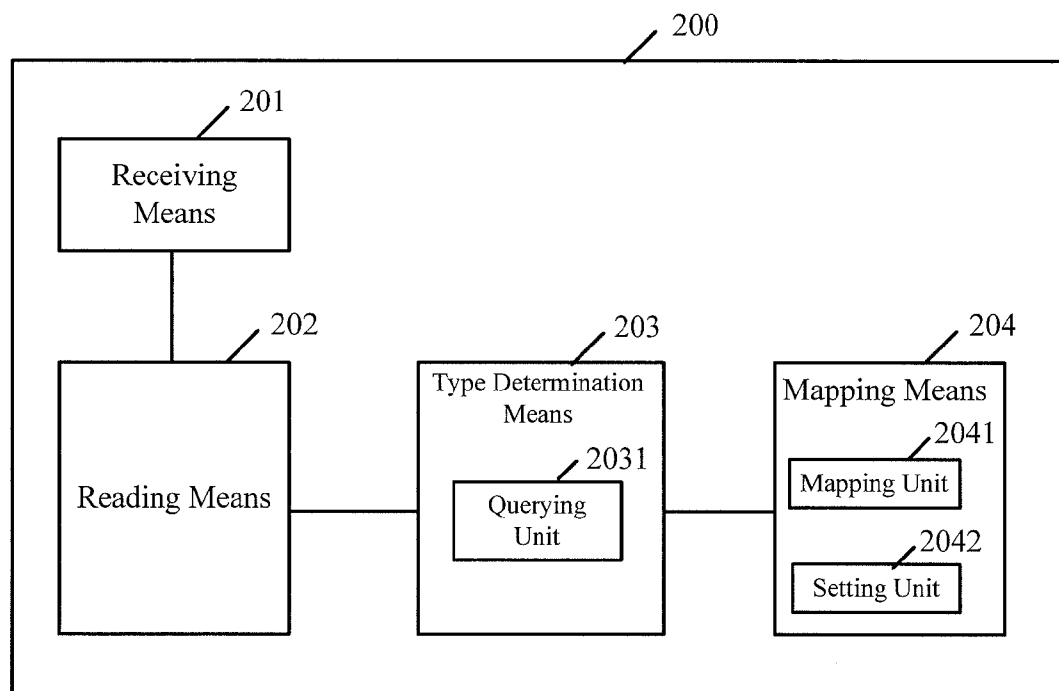 200
201
Receiving
Means
202
Reading Means
203
Type Determination
Means
2031
Querying
Unit
204
Mapping Means
2041
Mapping Unit
2042
Setting Unit